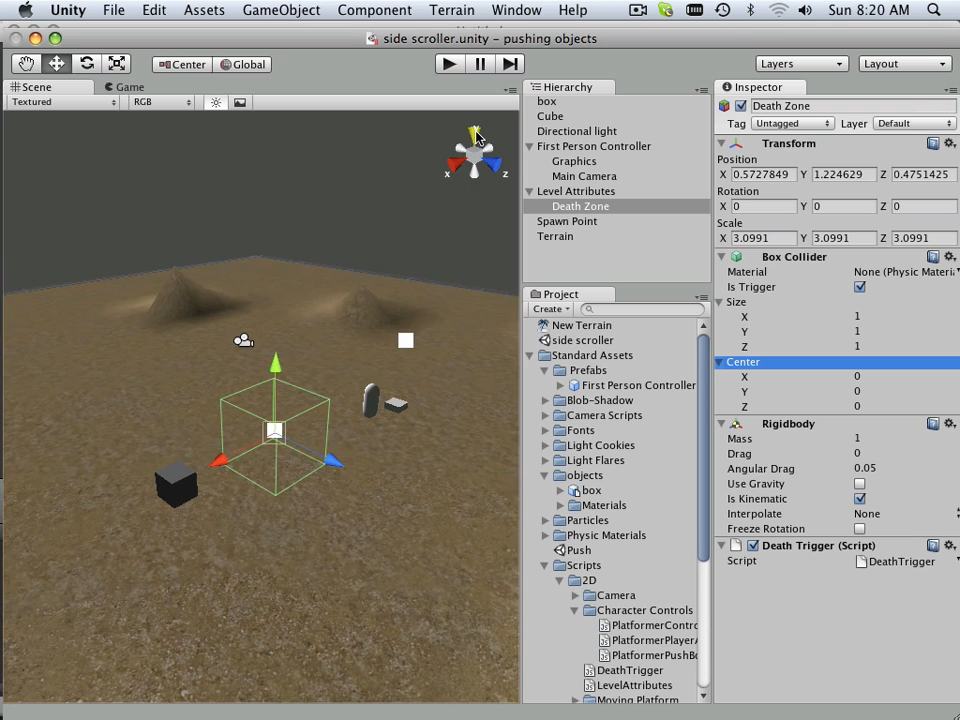 Unity File Edit Assets GameObject Component Terrain Window Help Sun 8:20 AM
side scroller.unity - pushing objects
Center Global Layers Layout
Scene Game
Textured RGB
x z
Hierarchy
box
Cube
Directional light
First Person Controller
Graphics
Main Camera
Level Attributes
Death Zone
Spawn Point
Terrain
Project
Create
New Terrain
side scroller
Standard Assets
Prefabs
First Person Controller
Blob-Shadow
Camera Scripts
Fonts
Light Cookies
Light Flares
objects
box
Materials
Particles
Physic Materials
Push
Scripts
2D
Camera
Character Controls
PlatformerContro
PlatformerPlayerA
PlatformerPushBo
DeathTrigger
LevelAttributes
Moving Platform
Inspector
Death Zone
Tag Untagged Layer Default
Transform
Position
X 0.5727849 Y 1.224629 Z 0.4751425
Rotation
X 0 Y 0 Z 0
Scale
X 3.0991 Y 3.0991 Z 3.0991
Box Collider
Material None (Physic Materi
Is Trigger
Size
X 1
Y 1
Z 1
Center
X 0
Y 0
Z 0
Rigidbody
Mass 1
Drag 0
Angular Drag 0.05
Use Gravity
Is Kinematic
Interpolate None
Freeze Rotation
Death Trigger (Script)
Script DeathTrigger